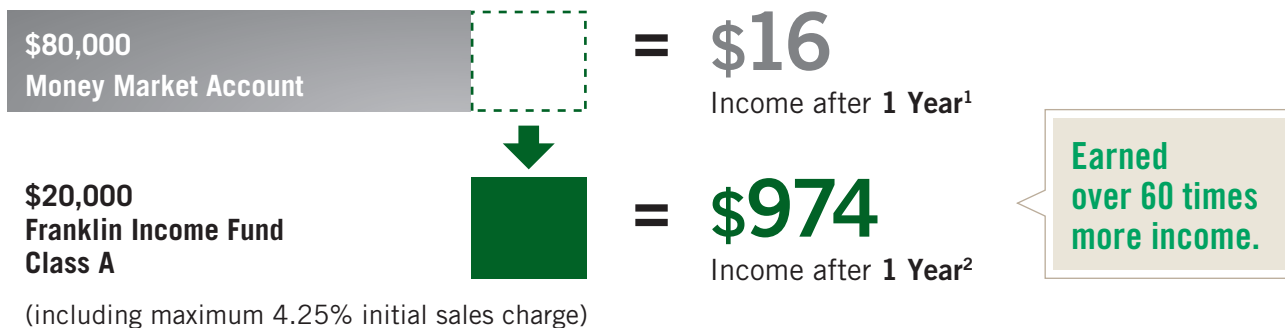 $80,000
Money Market Account
= $16
Income after 1 Year¹
$20,000
Franklin Income Fund
Class A
(including maximum 4.25% initial sales charge)
= $974
Income after 1 Year²
Earned
over 60 times
more income.